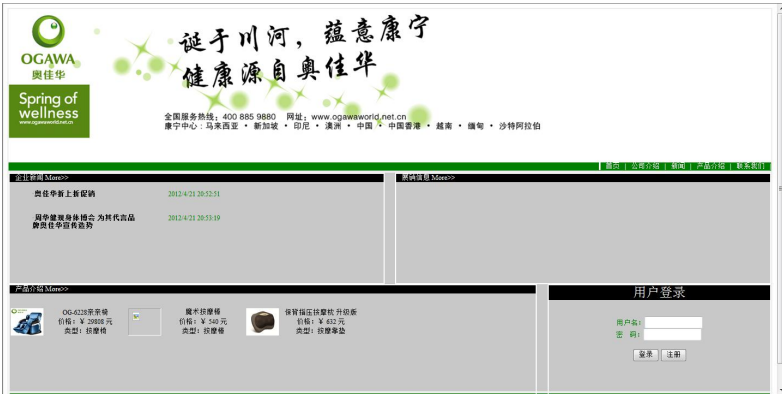 OGAWA
奥佳华
Spring of
wellness
www.ogawaworld.net.cn
诞于川河，蕴意康宁
健康源自奥佳华
全国服务热线：400 885 9880 网址：www.ogawaworld.net.cn
康宁中心：马来西亚 · 新加坡 · 印尼 · 澳洲 · 中国 · 中国香港 · 越南 · 缅甸 · 沙特阿拉伯
| 首页 | 公司介绍 | 新闻 | 产品介绍 | 联系我们
企业新闻 More>>
奥佳华折上折促销 2012/4/21 20:52:51
周华健现身体博会 为其代言品
牌奥佳华宣传造势 2012/4/21 20:53:19
营销信息 More>>
产品介绍 More>>
OG-6228亲亲椅
价格：￥ 29808 元
类型：按摩椅
魔术按摩棒
价格：￥ 540 元
类型：按摩棒
保背指压按摩枕 升级版
价格：￥ 632 元
类型：按摩靠垫
用户登录
用户名：
密 码：
登录 注册